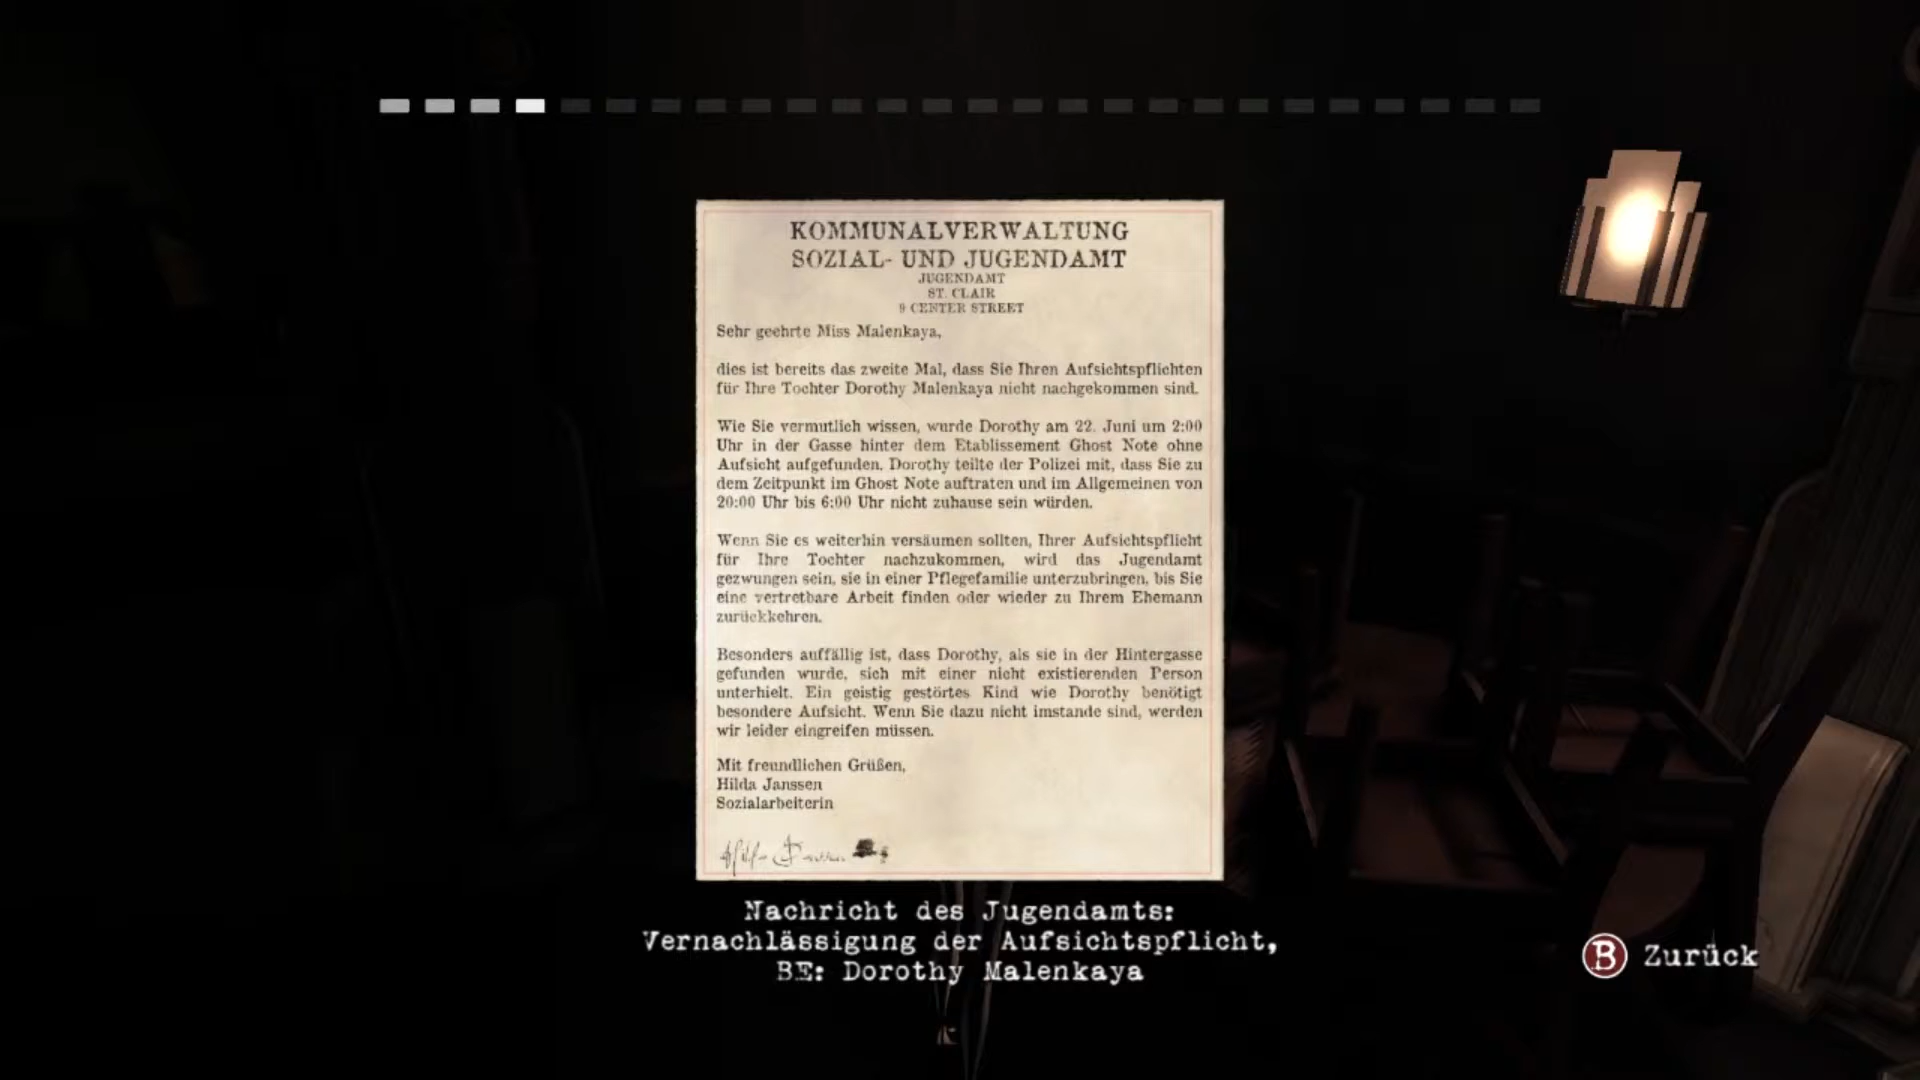 KOMMUNALVERWALTUNG
SOZIAL- UND JUGENDAMT
JUGENDAMT
ST. CLAIR
9 CENTER STREET
Sehr geehrte Miss Malenkaya,
dies ist bereits das zweite Mal, dass Sie Ihren Aufsichtspflichten
für Ihre Tochter Dorothy Malenkaya nicht nachgekommen sind.
Wie Sie vermutlich wissen, wurde Dorothy am 22. Juni um 2:00
Uhr in der Gasse hinter dem Etablissement Ghost Note ohne
Aufsicht aufgefunden. Dorothy teilte der Polizei mit, dass Sie zu
dem Zeitpunkt im Ghost Note auftraten und im Allgemeinen von
20:00 Uhr bis 6:00 Uhr nicht zuhause sein würden.
Wenn Sie es weiterhin versäumen sollten, Ihrer Aufsichtspflicht
für Ihre Tochter nachzukommen, wird das Jugendamt
gezwungen sein, sie in einer Pflegefamilie unterzubringen, bis Sie
eine vertretbare Arbeit finden oder wieder zu Ihrem Ehemann
zurückkehren.
Besonders auffällig ist, dass Dorothy, als sie in der Hintergasse
gefunden wurde, sich mit einer nicht existierenden Person
unterhielt. Ein geistig gestörtes Kind wie Dorothy benötigt
besondere Aufsicht. Wenn Sie dazu nicht imstande sind, werden
wir leider eingreifen müssen.
Mit freundlichen Grüßen,
Hilda Janssen
Sozialarbeiterin
Nachricht des Jugendamts:
Vernachlässigung der Aufsichtspflicht,
BE: Dorothy Malenkaya
B Zurück